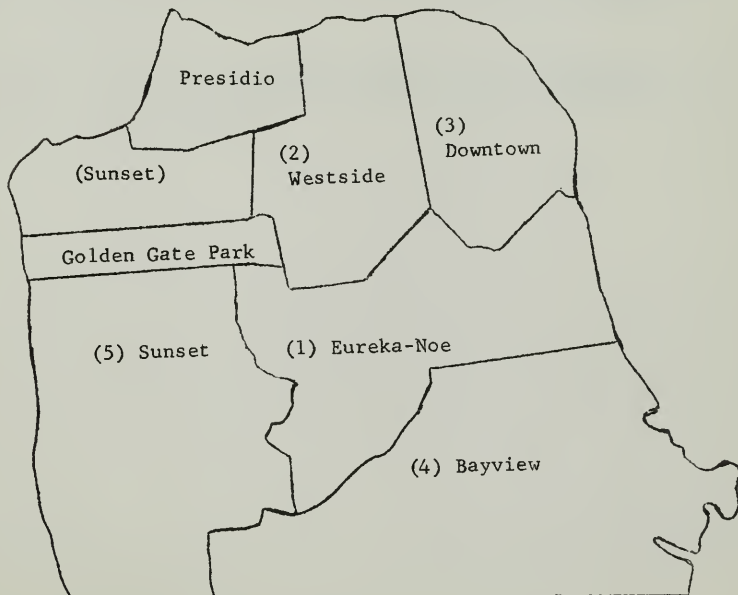 Presidio
(3)
Downtown
(2)
Westside
(Sunset)
Golden Gate Park
(5) Sunset
(1) Eureka-Noe
(4) Bayview